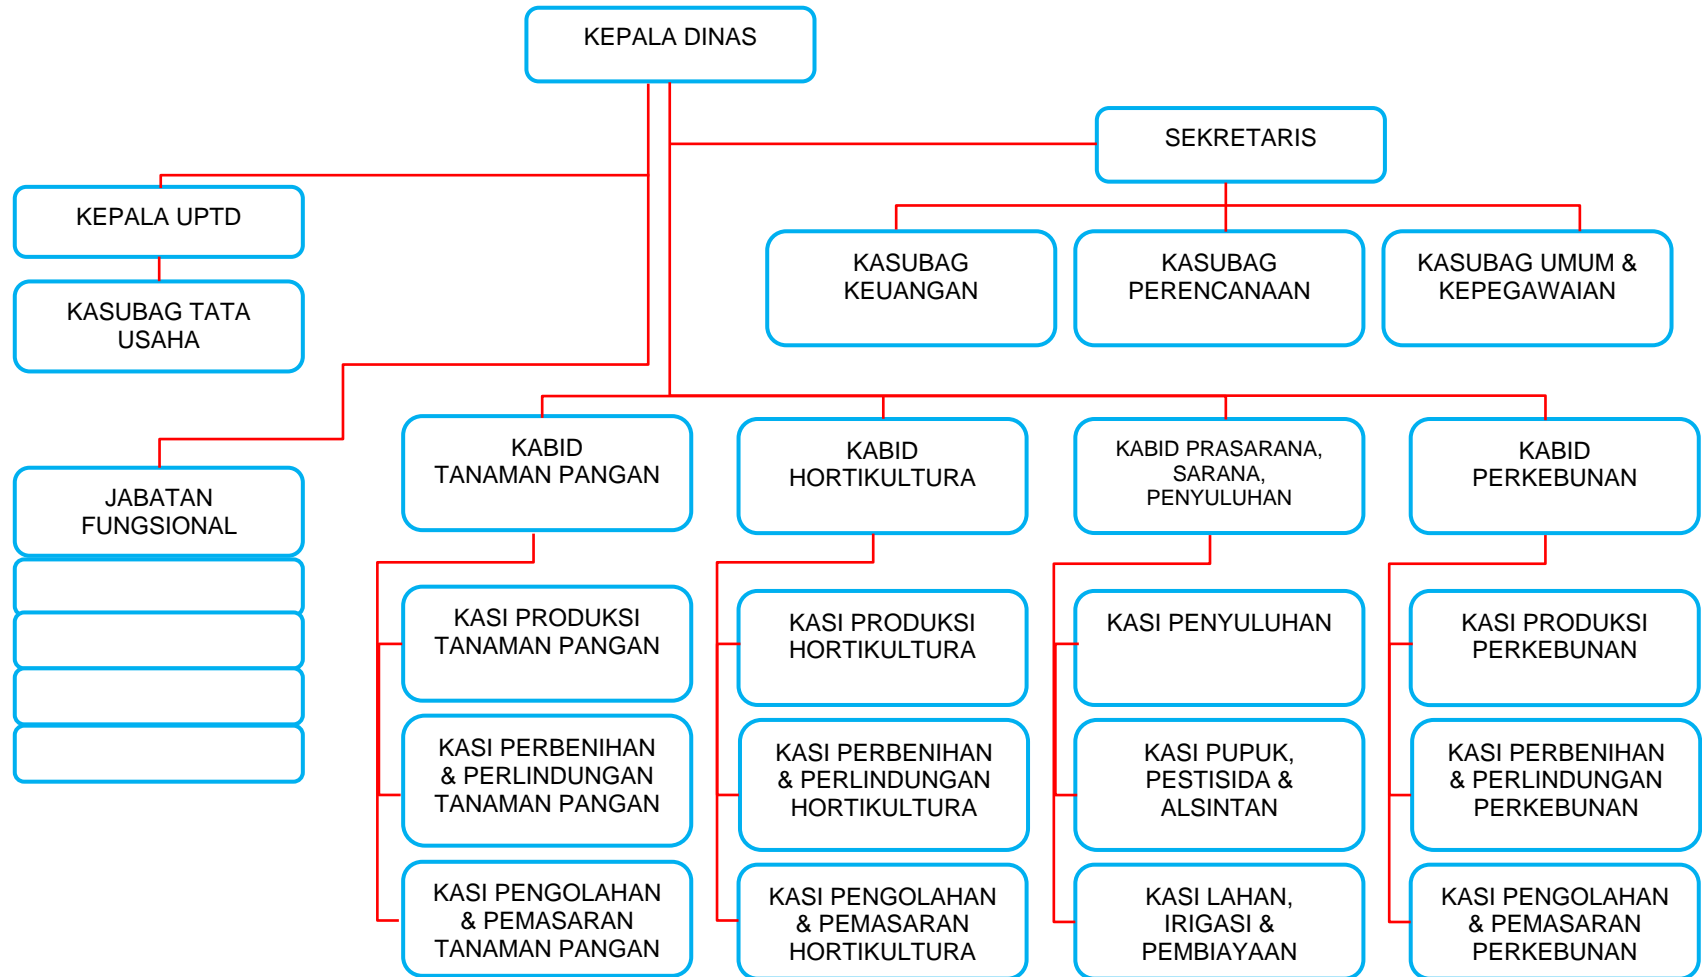 KEPALA DINAS
SEKRETARIS
KEPALA UPTD
KASUBAG TATA
USAHA
KASUBAG
KEUANGAN
KASUBAG
PERENCANAAN
KASUBAG UMUM &
KEPEGAWAIAN
JABATAN
FUNGSIONAL
KABID
TANAMAN PANGAN
KABID
HORTIKULTURA
KABID PRASARANA,
SARANA,
PENYULUHAN
KABID
PERKEBUNAN
KASI PRODUKSI
TANAMAN PANGAN
KASI PRODUKSI
HORTIKULTURA
KASI PENYULUHAN
KASI PRODUKSI
PERKEBUNAN
KASI PERBENIHAN
& PERLINDUNGAN
TANAMAN PANGAN
KASI PERBENIHAN
& PERLINDUNGAN
HORTIKULTURA
KASI PUPUK,
PESTISIDA &
ALSINTAN
KASI PERBENIHAN
& PERLINDUNGAN
PERKEBUNAN
KASI PENGOLAHAN
& PEMASARAN
TANAMAN PANGAN
KASI PENGOLAHAN
& PEMASARAN
HORTIKULTURA
KASI LAHAN,
IRIGASI &
PEMBIAYAAN
KASI PENGOLAHAN
& PEMASARAN
PERKEBUNAN